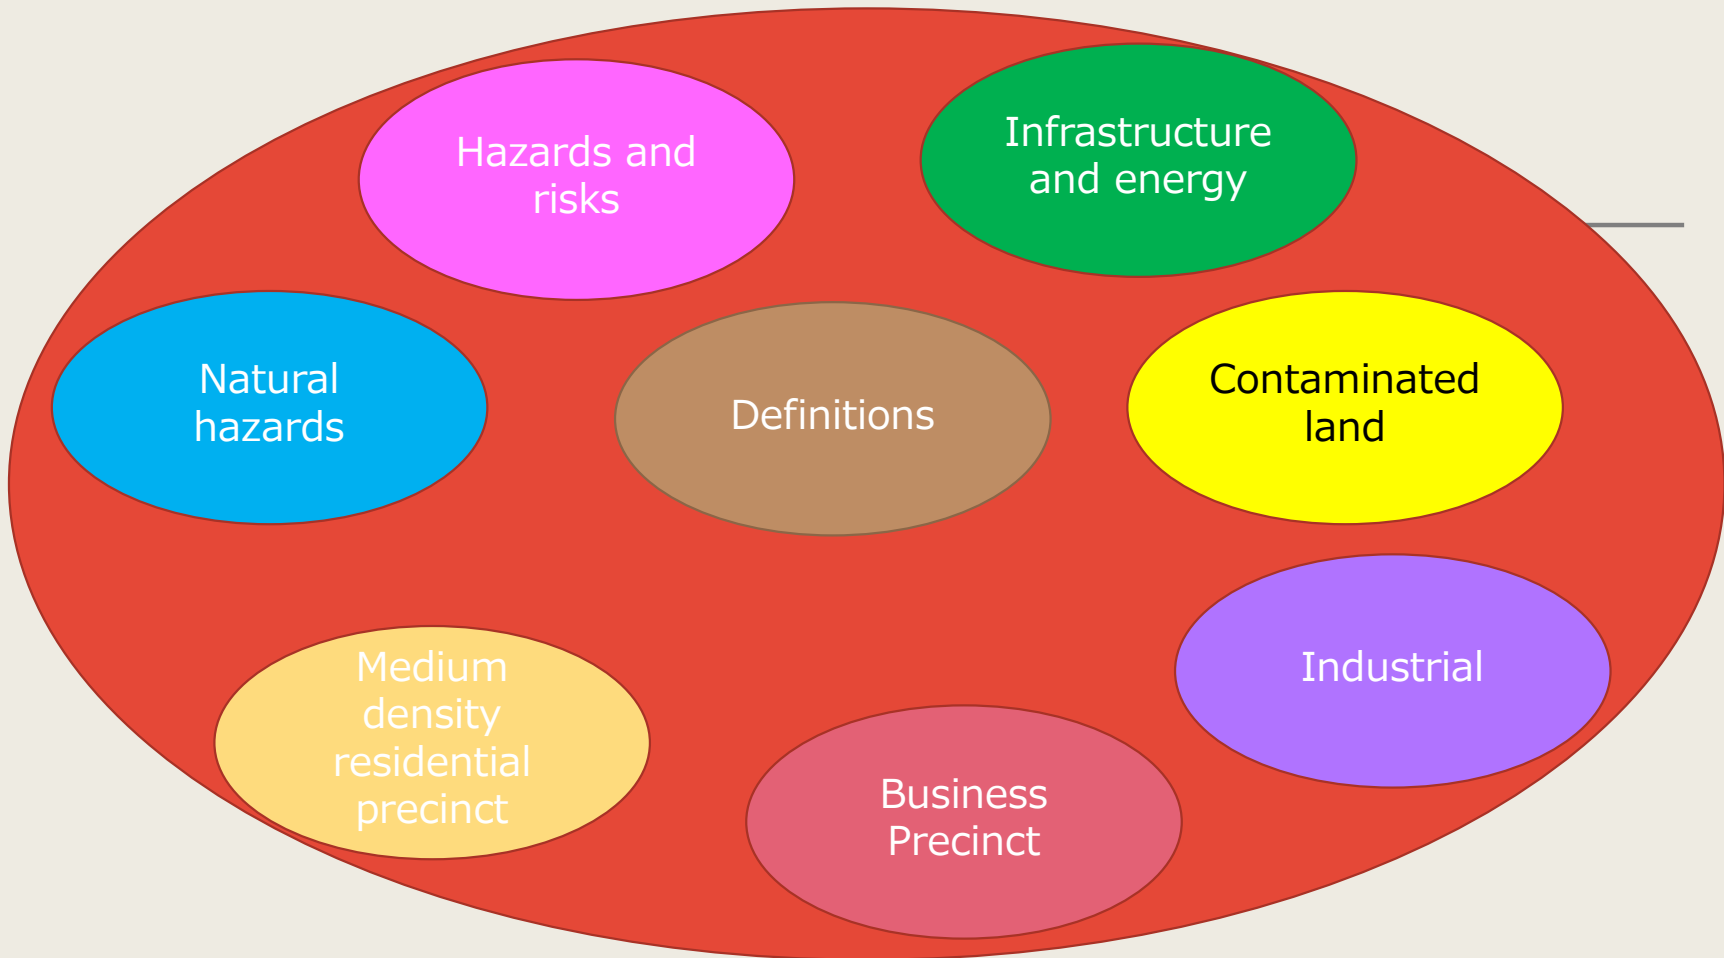 Hazards and
risks
Infrastructure
and energy
Natural
hazards
Definitions
Contaminated
land
Medium
density
residential
precinct
Business
Precinct
Industrial